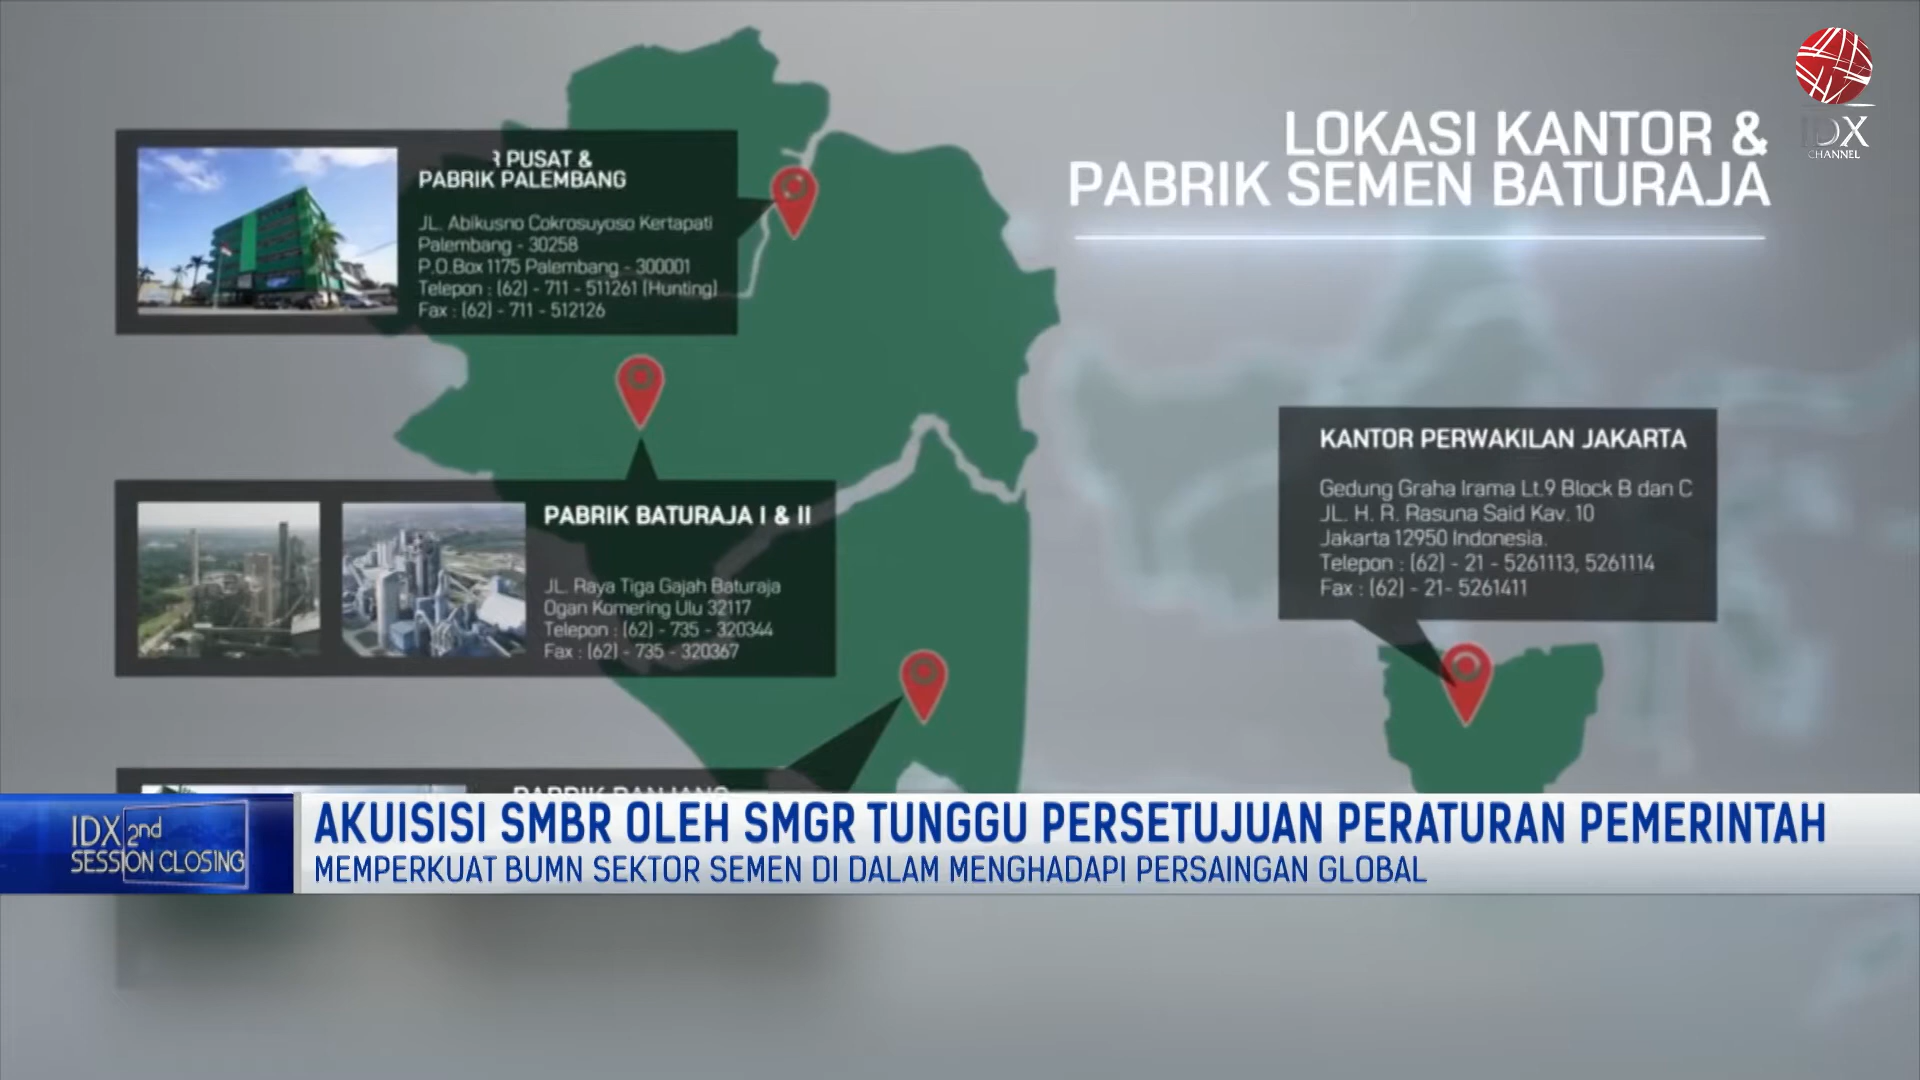 LOKASI KANTOR &
PABRIK SEMEN BATURAJA
IDX
CHANNEL
PUSAT &
PABRIK PALEMBANG
JL. Abikusno Cokrosuyoso Kertapati
Palembang - 30258
P.O.Box 1175 Palembang - 300001
Telepon : (62) - 711 - 511261 (Hunting)
Fax : (62) - 711 - 512126
PABRIK BATURAJA I & II
JL. Raya Tiga Gajah Baturaja
Ogan Komering Ulu 32117
Telepon : (62) - 735 - 320344
Fax : (62) - 735 - 320367
KANTOR PERWAKILAN JAKARTA
Gedung Graha Irama Lt.9 Block B dan C
JL. H. R. Rasuna Said Kav. 10
Jakarta 12950 Indonesia.
Telepon : (62) - 21 - 5261113, 5261114
Fax : (62) - 21- 5261411
PABRIK PANJANG
IDX 2nd
SESSION CLOSING
AKUISISI SMBR OLEH SMGR TUNGGU PERSETUJUAN PERATURAN PEMERINTAH
MEMPERKUAT BUMN SEKTOR SEMEN DI DALAM MENGHADAPI PERSAINGAN GLOBAL